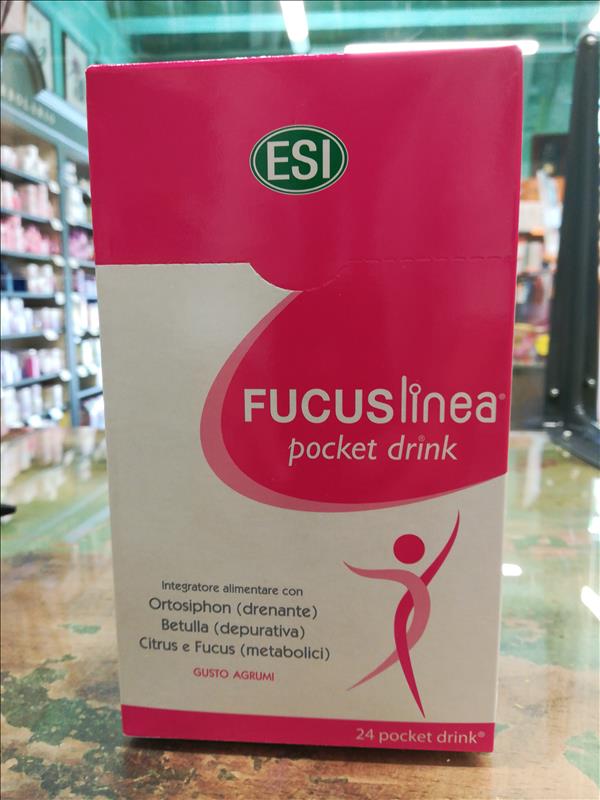 ESI
FUCUSlinea®
pocket drink®
Integratore alimentare con
Ortosiphon (drenante)
Betulla (depurativa)
Citrus e Fucus (metabolici)
GUSTO AGRUMI
24 pocket drink®